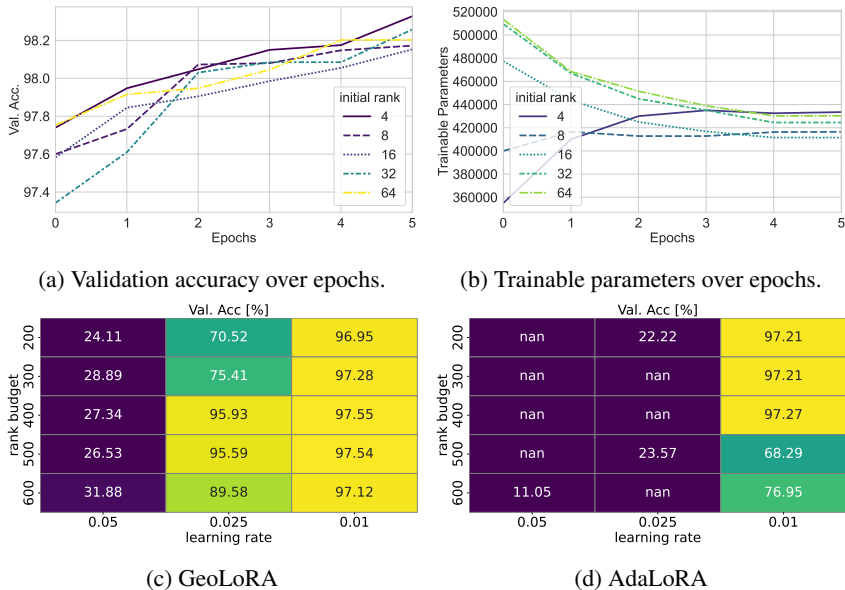 98.2
98.0
97.8
97.6
97.4
Val. Acc.
initial rank
4
8
16
32
64
0 1 2 3 4 5
Epochs
(a) Validation accuracy over epochs.
520000
500000
480000
460000
440000
420000
400000
380000
360000
Trainable Parameters
initial rank
4
8
16
32
64
0 1 2 3 4 5
Epochs
(b) Trainable parameters over epochs.
Val. Acc [%]
rank budget
200 24.11 70.52 96.95
300 28.89 75.41 97.28
400 27.34 95.93 97.55
500 26.53 95.59 97.54
600 31.88 89.58 97.12
0.05 0.025 0.01
learning rate
(c) GeoLoRA
Val. Acc [%]
rank budget
200 nan 22.22 97.21
300 nan nan 97.21
400 nan nan 97.27
500 nan 23.57 68.29
600 11.05 nan 76.95
0.05 0.025 0.01
learning rate
(d) AdaLoRA